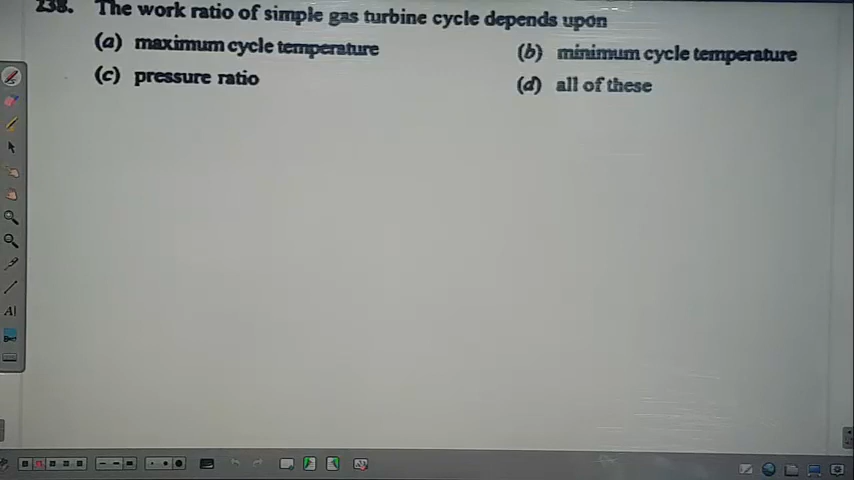 238. The work ratio of simple gas turbine cycle depends upon
(a) maximum cycle temperature (b) minimum cycle temperature
(c) pressure ratio (d) all of these
A